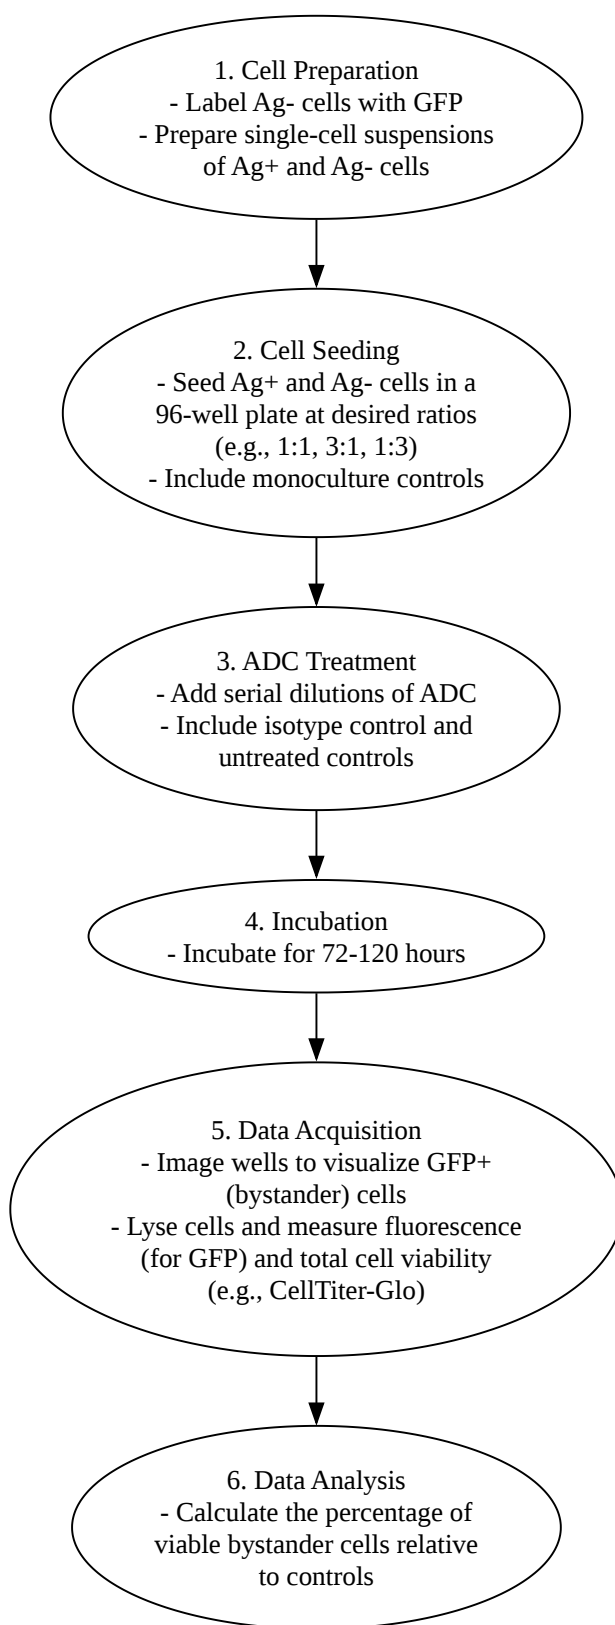 1. Cell Preparation
- Label Ag- cells with GFP
- Prepare single-cell suspensions
of Ag+ and Ag- cells
2. Cell Seeding
- Seed Ag+ and Ag- cells in a
96-well plate at desired ratios
(e.g., 1:1, 3:1, 1:3)
- Include monoculture controls
3. ADC Treatment
- Add serial dilutions of ADC
- Include isotype control and
untreated controls
4. Incubation
- Incubate for 72-120 hours
5. Data Acquisition
- Image wells to visualize GFP+
(bystander) cells
- Lyse cells and measure fluorescence
(for GFP) and total cell viability
(e.g., CellTiter-Glo)
6. Data Analysis
- Calculate the percentage of
viable bystander cells relative
to controls